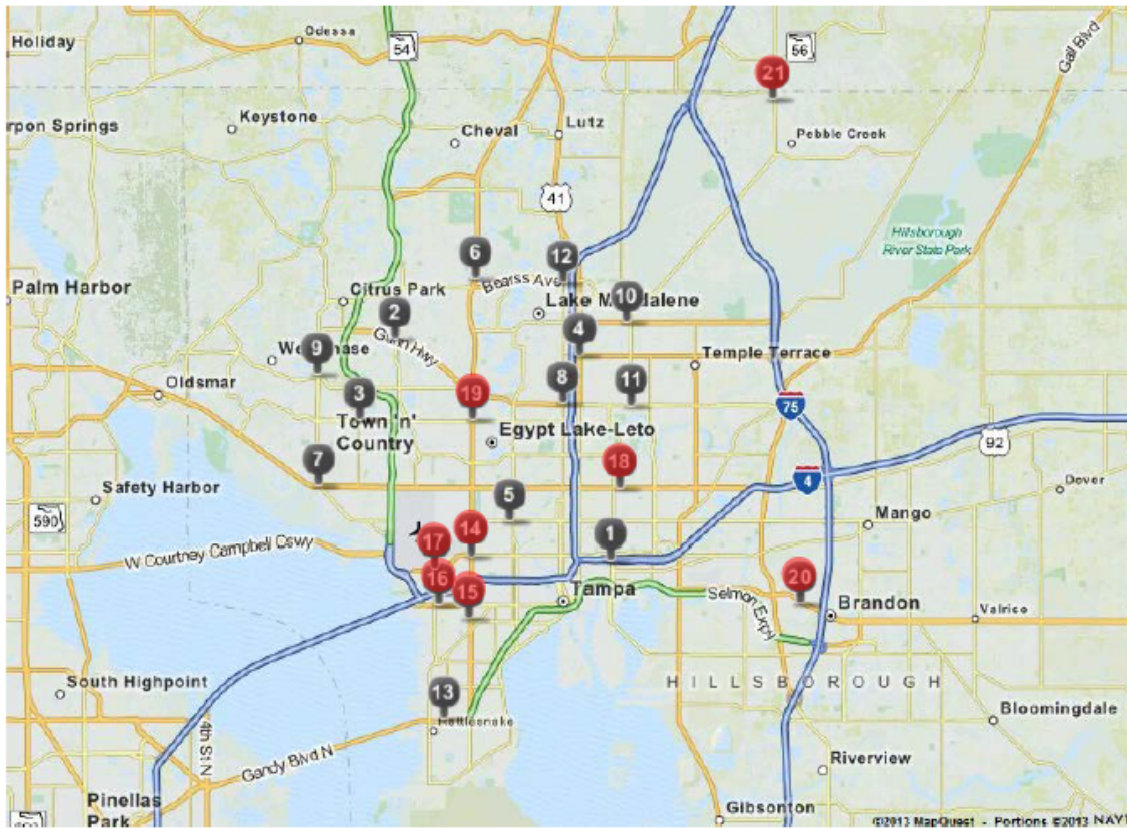 Holiday
Odessa
54
56
Gall Blvd
21
Keystone
rpon Springs
Cheval
Lutz
Pebble Creek
41
Hillsborough
River State Park
6
12
Bearss Ave
Palm Harbor
Citrus Park
10
Lake M dalene
2
4
Gunn Hwy
9
We hase
Temple Terrace
Oldsmar
3
19
8
11
75
Town 'n'
Country
Egypt Lake-Leto
92
7
18
4
Safety Harbor
5
Dover
590
Mango
14
17
1
W Courtney Campbell Cswy
16
15
Tampa
20
Selmon Expy
Brandon
Valrico
South Highpoint
13
HILLSBOROUGH
Rattlesnake
Bloomingdale
4th St N
Gandy Blvd N
Riverview
Pinellas
Park
Gibsonton
©2013 MapQuest - Portions ©2013 NAVT